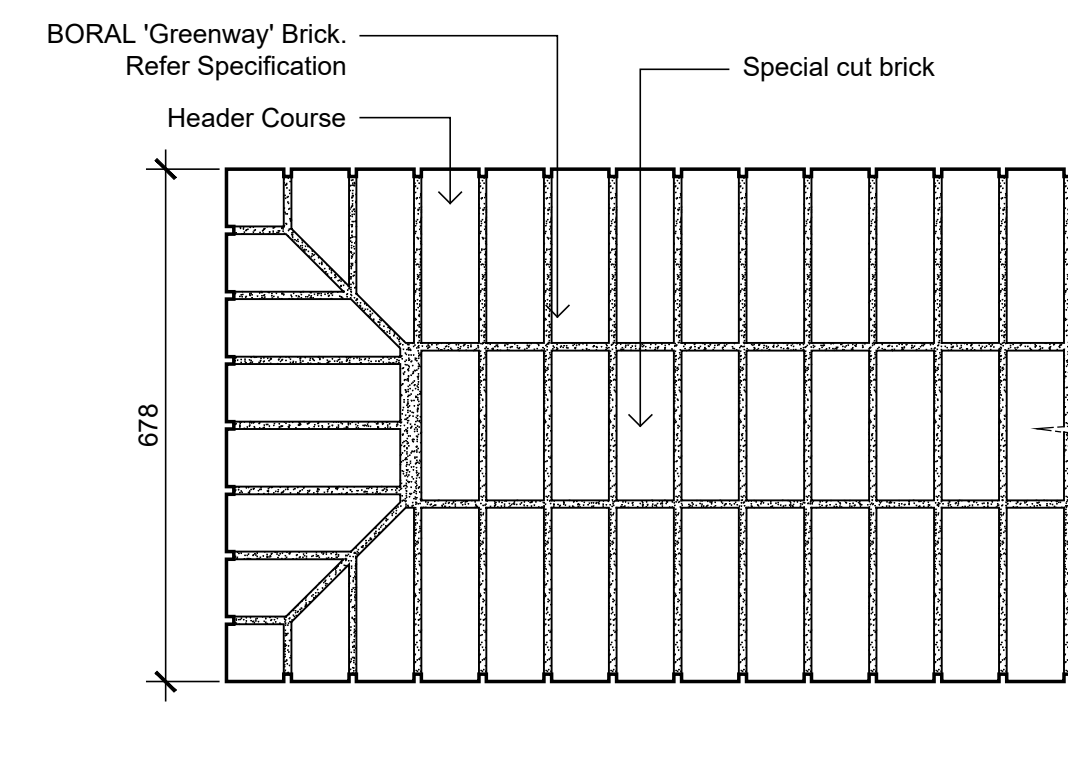 BORAL 'Greenway' Brick.
Refer Specification
Special cut brick
Header Course
678